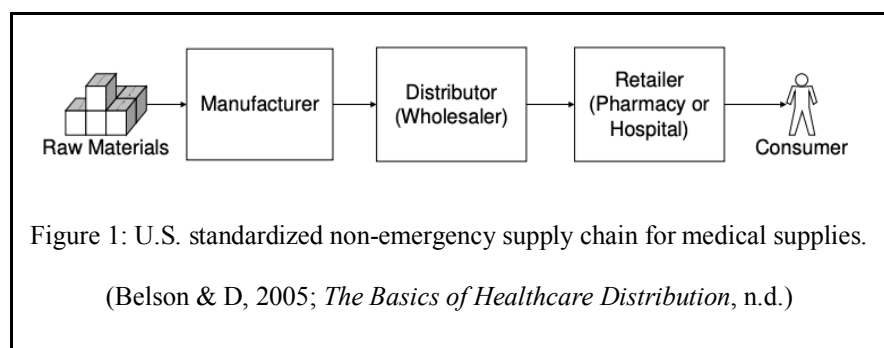 Raw Materials
Manufacturer
Distributor
(Wholesaler)
Retailer
(Pharmacy or
Hospital)
Consumer
Figure 1: U.S. standardized non-emergency supply chain for medical supplies.
(Belson & D, 2005; The Basics of Healthcare Distribution, n.d.)